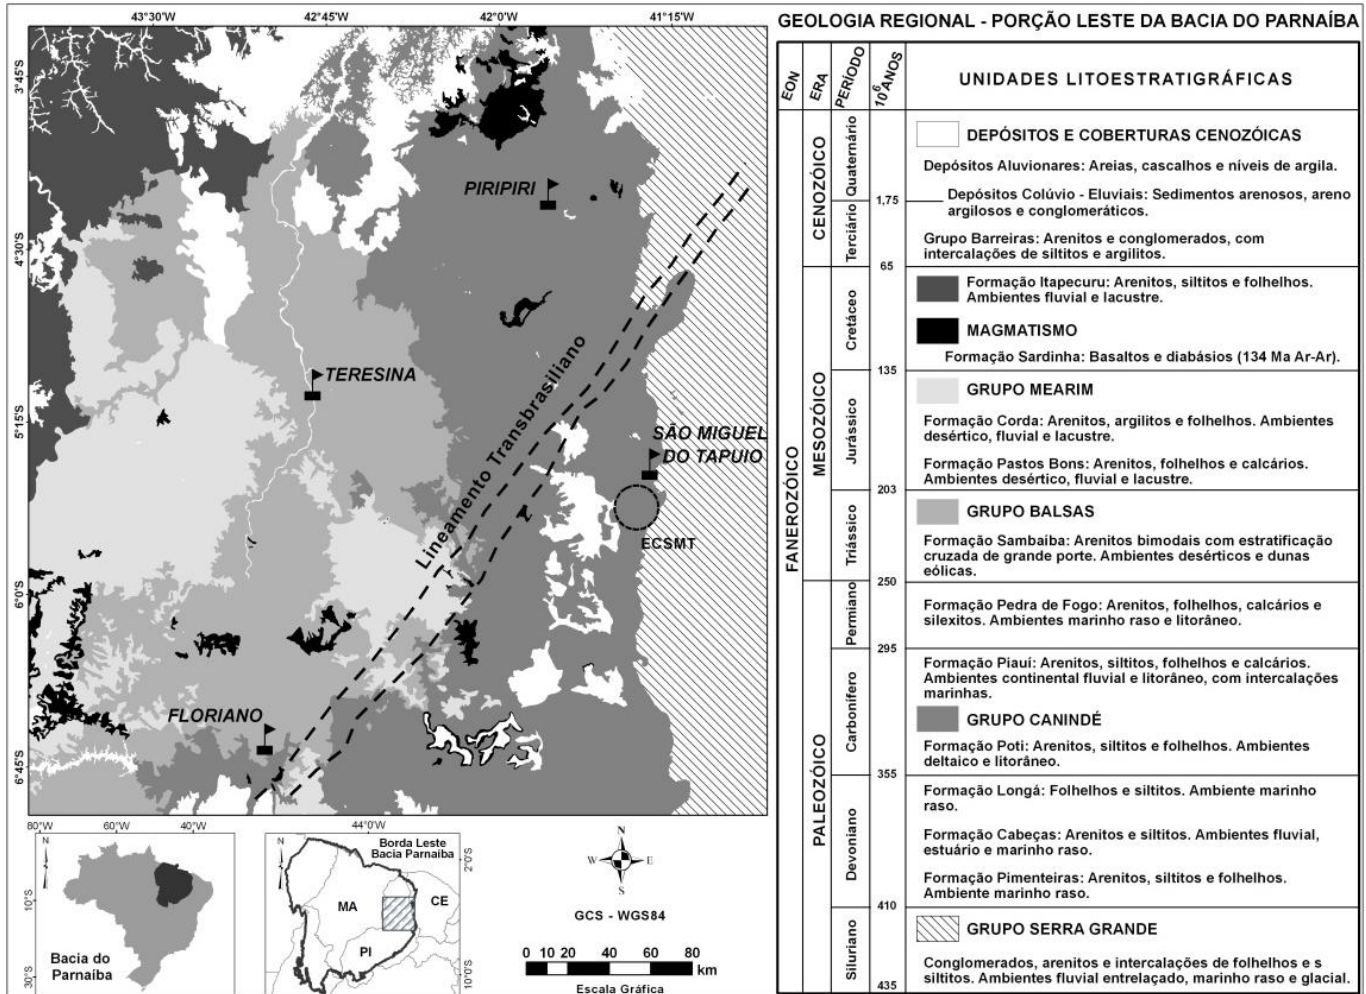 43°30'W
42°45'W
42°0'W
41°15'W
3°45'S
4°30'S
5°15'S
6°0'S
6°45'S
PIRIPIRI
TERESINA
Lineamento Transbrasiliano
SÃO MIGUEL
DO TAPUIO
ECSMT
FLORIANO
80°W
60°W
40°W
N
10°S
30°S
Bacia do
Parnaíba
44°0'W
N
Borda Leste
Bacia Parnaíba
2°0'S
10°0'S
MA
CE
PI
N
W
E
S
GCS - WGS84
0 10 20 40 60 80
km
Escala Gráfica
GEOLOGIA REGIONAL - PORÇÃO LESTE DA BACIA DO PARNAÍBA
EON
ERA
PERÍODO
10⁶ANOS
UNIDADES LITOESTRATIGRÁFICAS
FANEROZÓICO
CENOZÓICO
Quaternário
DEPÓSITOS E COBERTURAS CENOZÓICAS
Depósitos Aluvionares: Areias, cascalhos e níveis de argila.
1,75
Depósitos Colúvio - Eluviais: Sedimentos arenosos, areno
argilosos e conglomeráticos.
Terciário
Grupo Barreiras: Arenitos e conglomerados, com
intercalações de siltitos e argilitos.
65
MESOZÓICO
Cretáceo
Formação Itapecuru: Arenitos, siltitos e folhelhos.
Ambientes fluvial e lacustre.
MAGMATISMO
Formação Sardinha: Basaltos e diabásios (134 Ma Ar-Ar).
135
Jurássico
GRUPO MEARIM
Formação Corda: Arenitos, argilitos e folhelhos. Ambientes
desértico, fluvial e lacustre.
Formação Pastos Bons: Arenitos, folhelhos e calcários.
Ambientes desértico, fluvial e lacustre.
203
Triássico
GRUPO BALSAS
Formação Sambaíba: Arenitos bimodais com estratificação
cruzada de grande porte. Ambientes desérticos e dunas
eólicas.
250
PALEOZÓICO
Permiano
Formação Pedra de Fogo: Arenitos, folhelhos, calcários e
silexitos. Ambientes marinho raso e litorâneo.
295
Carbonífero
Formação Piauí: Arenitos, siltitos, folhelhos e calcários.
Ambientes continental fluvial e litorâneo, com intercalações
marinhas.
GRUPO CANINDÉ
Formação Poti: Arenitos, siltitos e folhelhos. Ambientes
deltaico e litorâneo.
355
Devoniano
Formação Longá: Folhelhos e siltitos. Ambiente marinho
raso.
Formação Cabeças: Arenitos e siltitos. Ambientes fluvial,
estuário e marinho raso.
Formação Pimenteiras: Arenitos, siltitos e folhelhos.
Ambiente marinho raso.
410
Siluriano
GRUPO SERRA GRANDE
Conglomerados, arenitos e intercalações de folhelhos e s
siltitos. Ambientes fluvial entrelaçado, marinho raso e glacial.
435